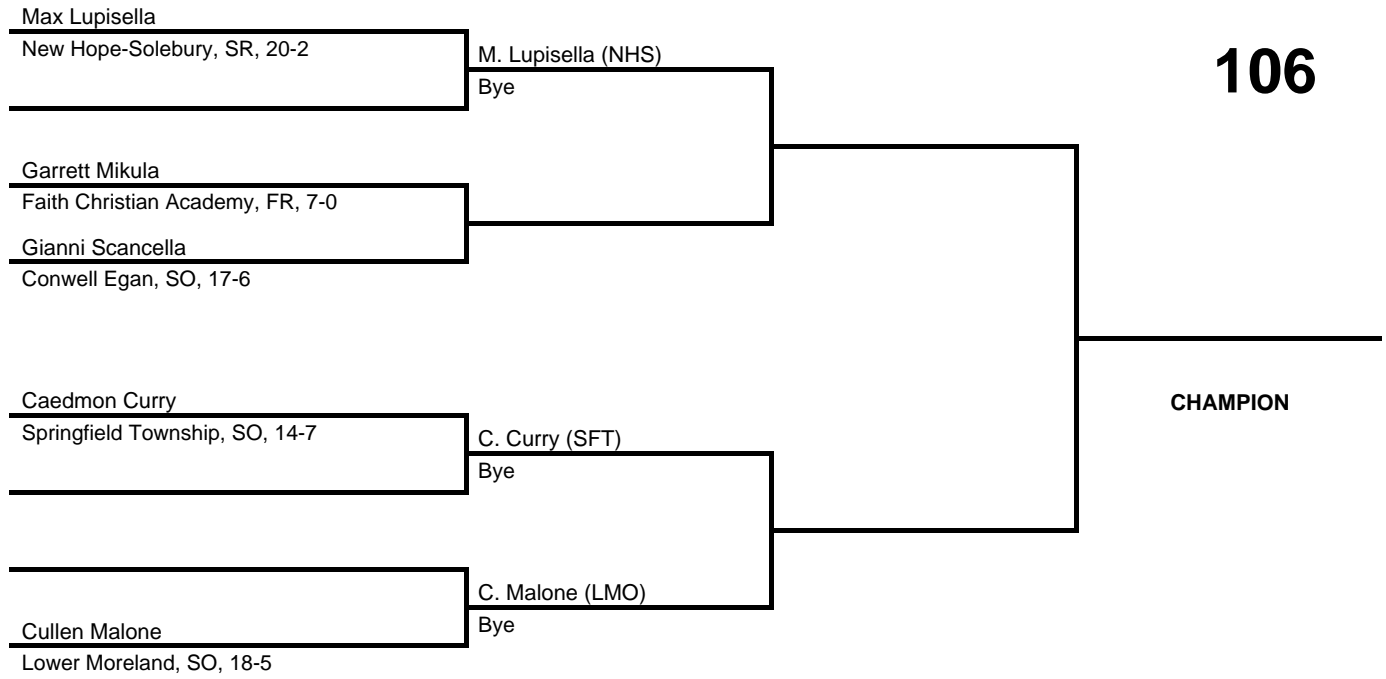 Max Lupisella
New Hope-Solebury, SR, 20-2
M. Lupisella (NHS)
Bye
106
Garrett Mikula
Faith Christian Academy, FR, 7-0
Gianni Scancella
Conwell Egan, SO, 17-6
Caedmon Curry
Springfield Township, SO, 14-7
C. Curry (SFT)
Bye
CHAMPION
C. Malone (LMO)
Bye
Cullen Malone
Lower Moreland, SO, 18-5